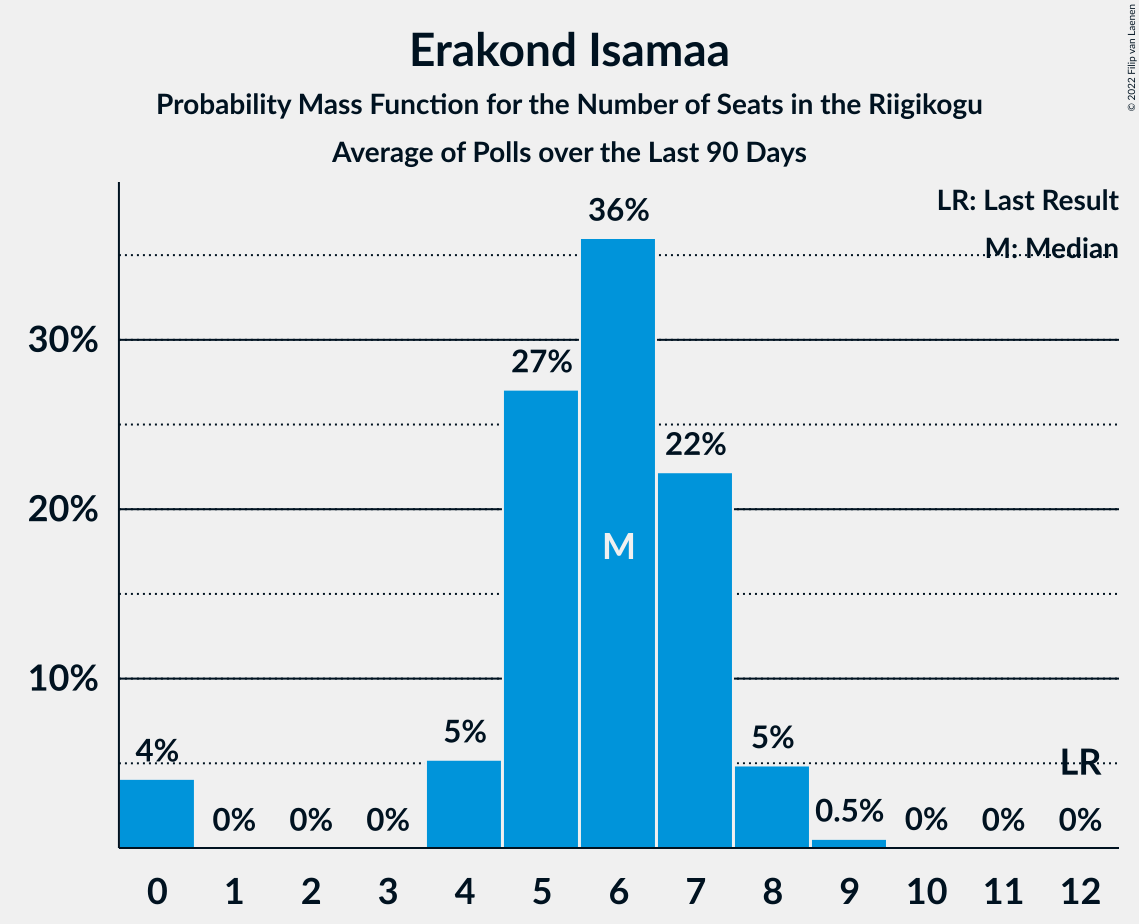 Erakond Isamaa
Probability Mass Function for the Number of Seats in the Riigikogu
Average of Polls over the Last 90 Days
© 2022 Filip van Laenen
LR: Last Result
M: Median
36%
30%
27%
22%
20%
M
10%
5%
5%
4%
LR
0%
0%
0%
0.5%
0%
0%
0%
0 1 2 3 4 5 6 7 8 9 10 11 12